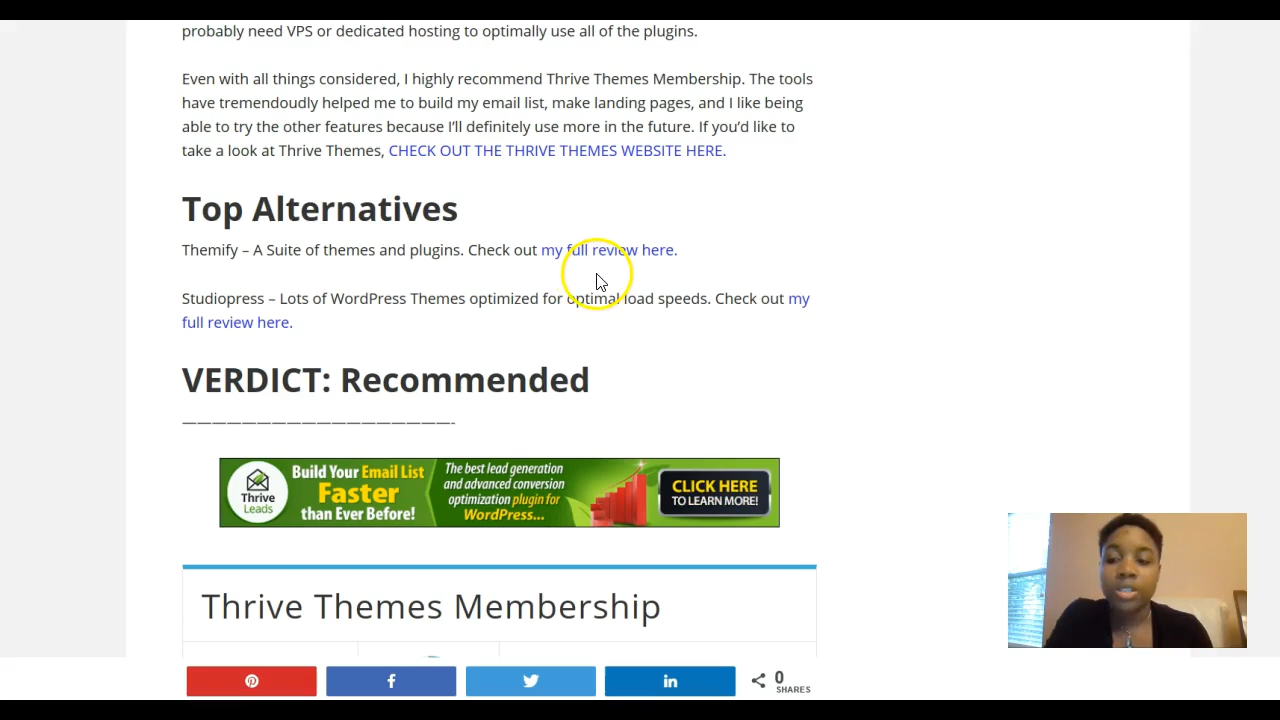 probably need VPS or dedicated hosting to optimally use all of the plugins.
Even with all things considered, I highly recommend Thrive Themes Membership. The tools
have tremendoudly helped me to build my email list, make landing pages, and I like being
able to try the other features because I'll definitely use more in the future. If you'd like to
take a look at Thrive Themes, CHECK OUT THE THRIVE THEMES WEBSITE HERE.
Top Alternatives
Themify – A Suite of themes and plugins. Check out my full review here.
Studiopress – Lots of WordPress Themes optimized for optimal load speeds. Check out my
full review here.
VERDICT: Recommended
———————————————————-
Thrive
Leads
Build Your Email List
Faster
than Ever Before!
The best lead generation
and advanced conversion
optimization plugin for
WordPress...
CLICK HERE
TO LEARN MORE!
Thrive Themes Membership
0
SHARES